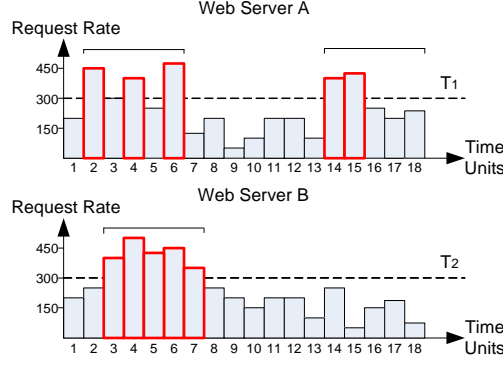 Web Server A
Request Rate
450
300
150
T1
1 2 3 4 5 6 7 8 9 10 11 12 13 14 15 16 17 18
Time
Units
Web Server B
Request Rate
450
300
150
T2
1 2 3 4 5 6 7 8 9 10 11 12 13 14 15 16 17 18
Time
Units